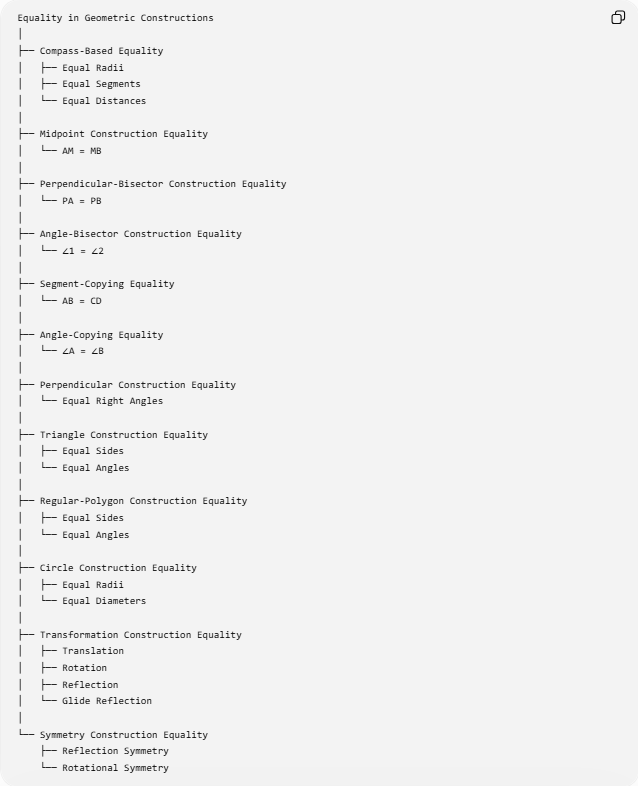 Equality in Geometric Constructions
│
├── Compass-Based Equality
│   ├── Equal Radii
│   ├── Equal Segments
│   └── Equal Distances
│
├── Midpoint Construction Equality
│   └── AM = MB
│
├── Perpendicular-Bisector Construction Equality
│   └── PA = PB
│
├── Angle-Bisector Construction Equality
│   └── ∠1 = ∠2
│
├── Segment-Copying Equality
│   └── AB = CD
│
├── Angle-Copying Equality
│   └── ∠A = ∠B
│
├── Perpendicular Construction Equality
│   └── Equal Right Angles
│
├── Triangle Construction Equality
│   ├── Equal Sides
│   └── Equal Angles
│
├── Regular-Polygon Construction Equality
│   ├── Equal Sides
│   └── Equal Angles
│
├── Circle Construction Equality
│   ├── Equal Radii
│   └── Equal Diameters
│
├── Transformation Construction Equality
│   ├── Translation
│   ├── Rotation
│   ├── Reflection
│   └── Glide Reflection
│
└── Symmetry Construction Equality
    ├── Reflection Symmetry
    └── Rotational Symmetry